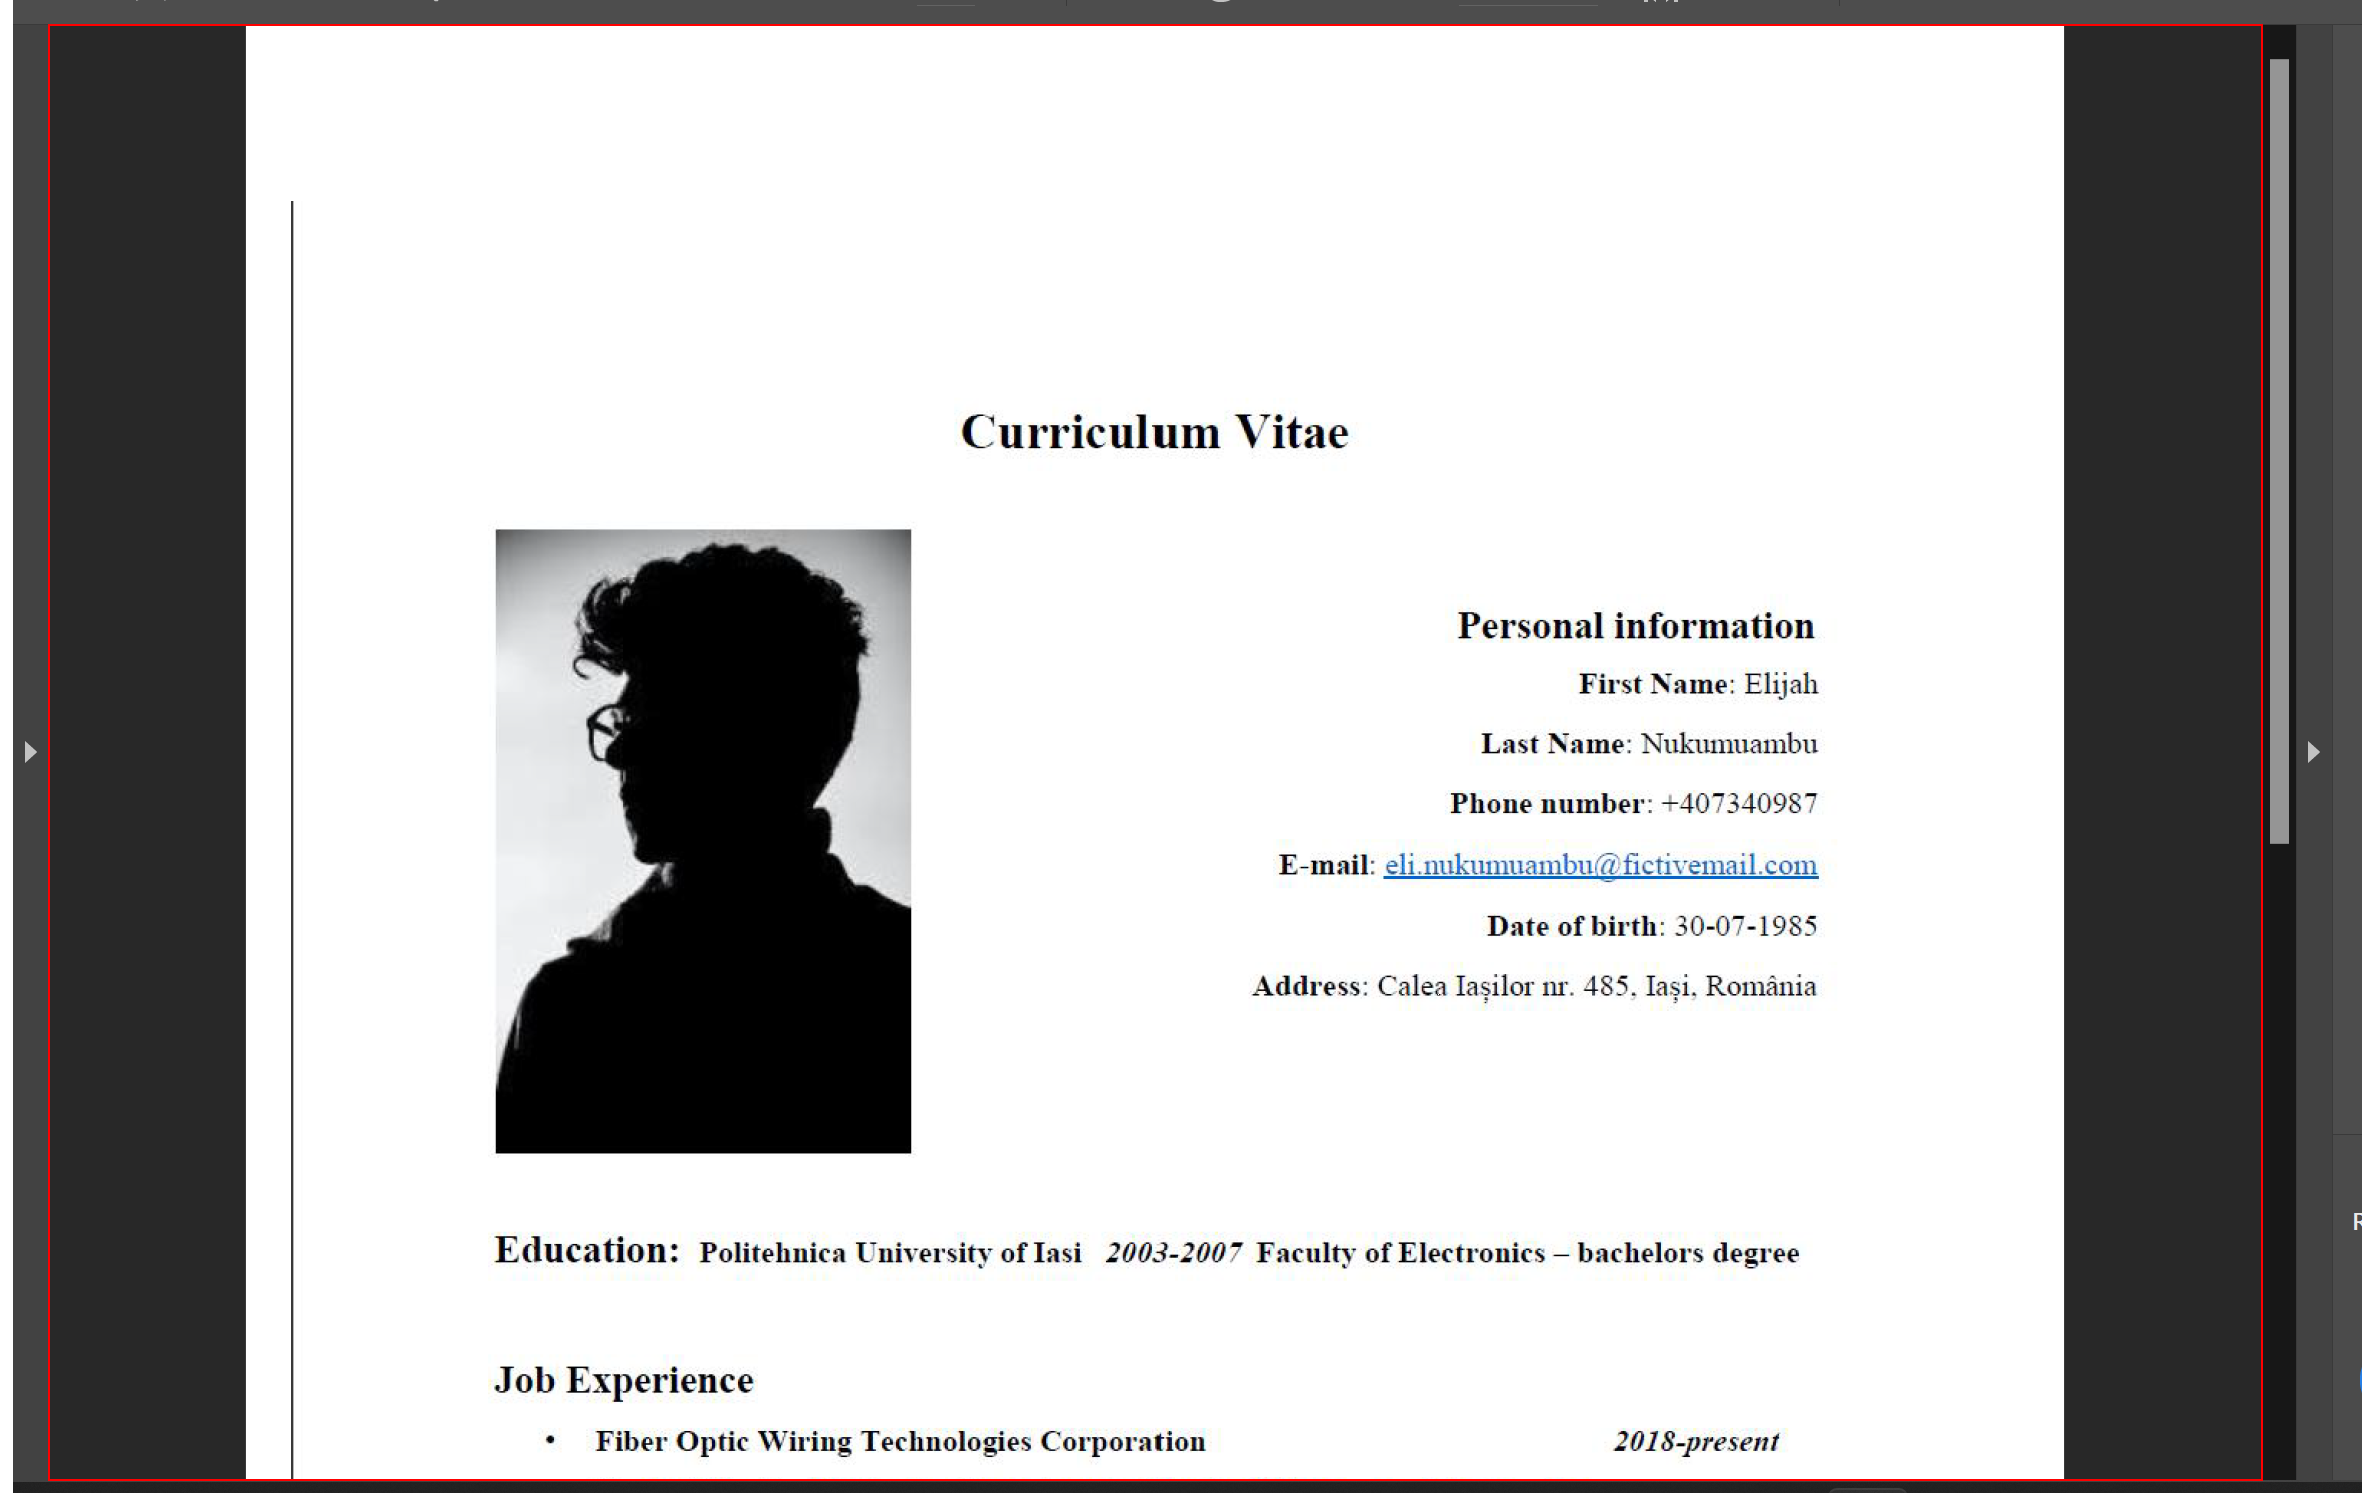 Curriculum Vitae
Personal information
First Name: Elijah
Last Name: Nukumuambu
Phone number: +407340987
E-mail: eli.nukumuambu@fictivemail.com
Date of birth: 30-07-1985
Address: Calea Iașilor nr. 485, Iași, România
Education: Politehnica University of Iasi 2003-2007 Faculty of Electronics – bachelors degree
Job Experience
• Fiber Optic Wiring Technologies Corporation 2018-present